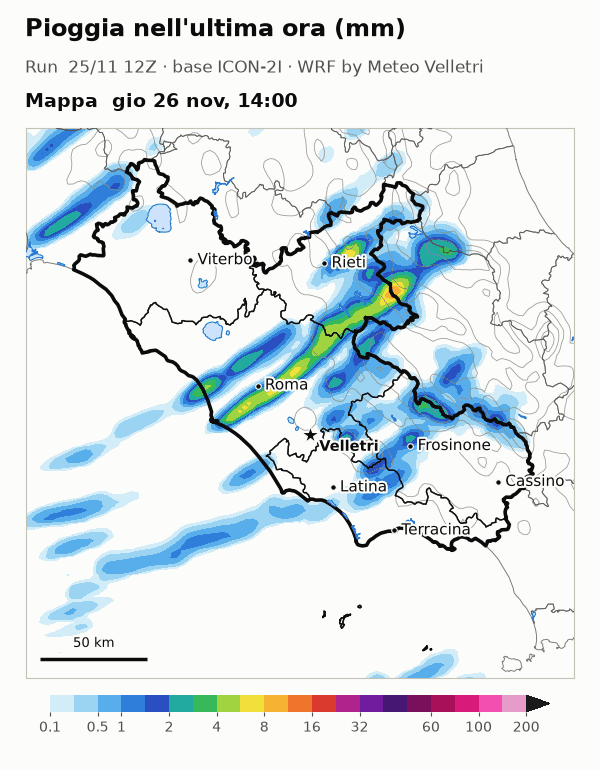 Pioggia nell'ultima ora (mm)
Run 25/11 12Z · base ICON-2I · WRF by Meteo Velletri
Mappa gio 26 nov, 14:00
Viterbo
Rieti
Roma
Velletri
Frosinone
Latina
Cassino
Terracina
50 km
0.1 0.5 1 2 4 8 16 32 60 100 200